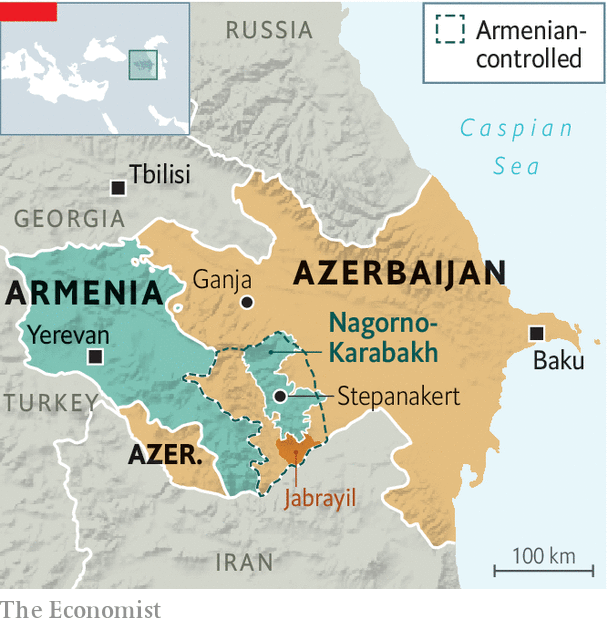 RUSSIA
Armenian-
controlled
Caspian
Sea
Tbilisi
GEORGIA
AZERBAIJAN
Ganja
ARMENIA
Nagorno-
Karabakh
Yerevan
Baku
Stepanakert
TURKEY
AZER.
Jabrayil
IRAN
100 km
The Economist